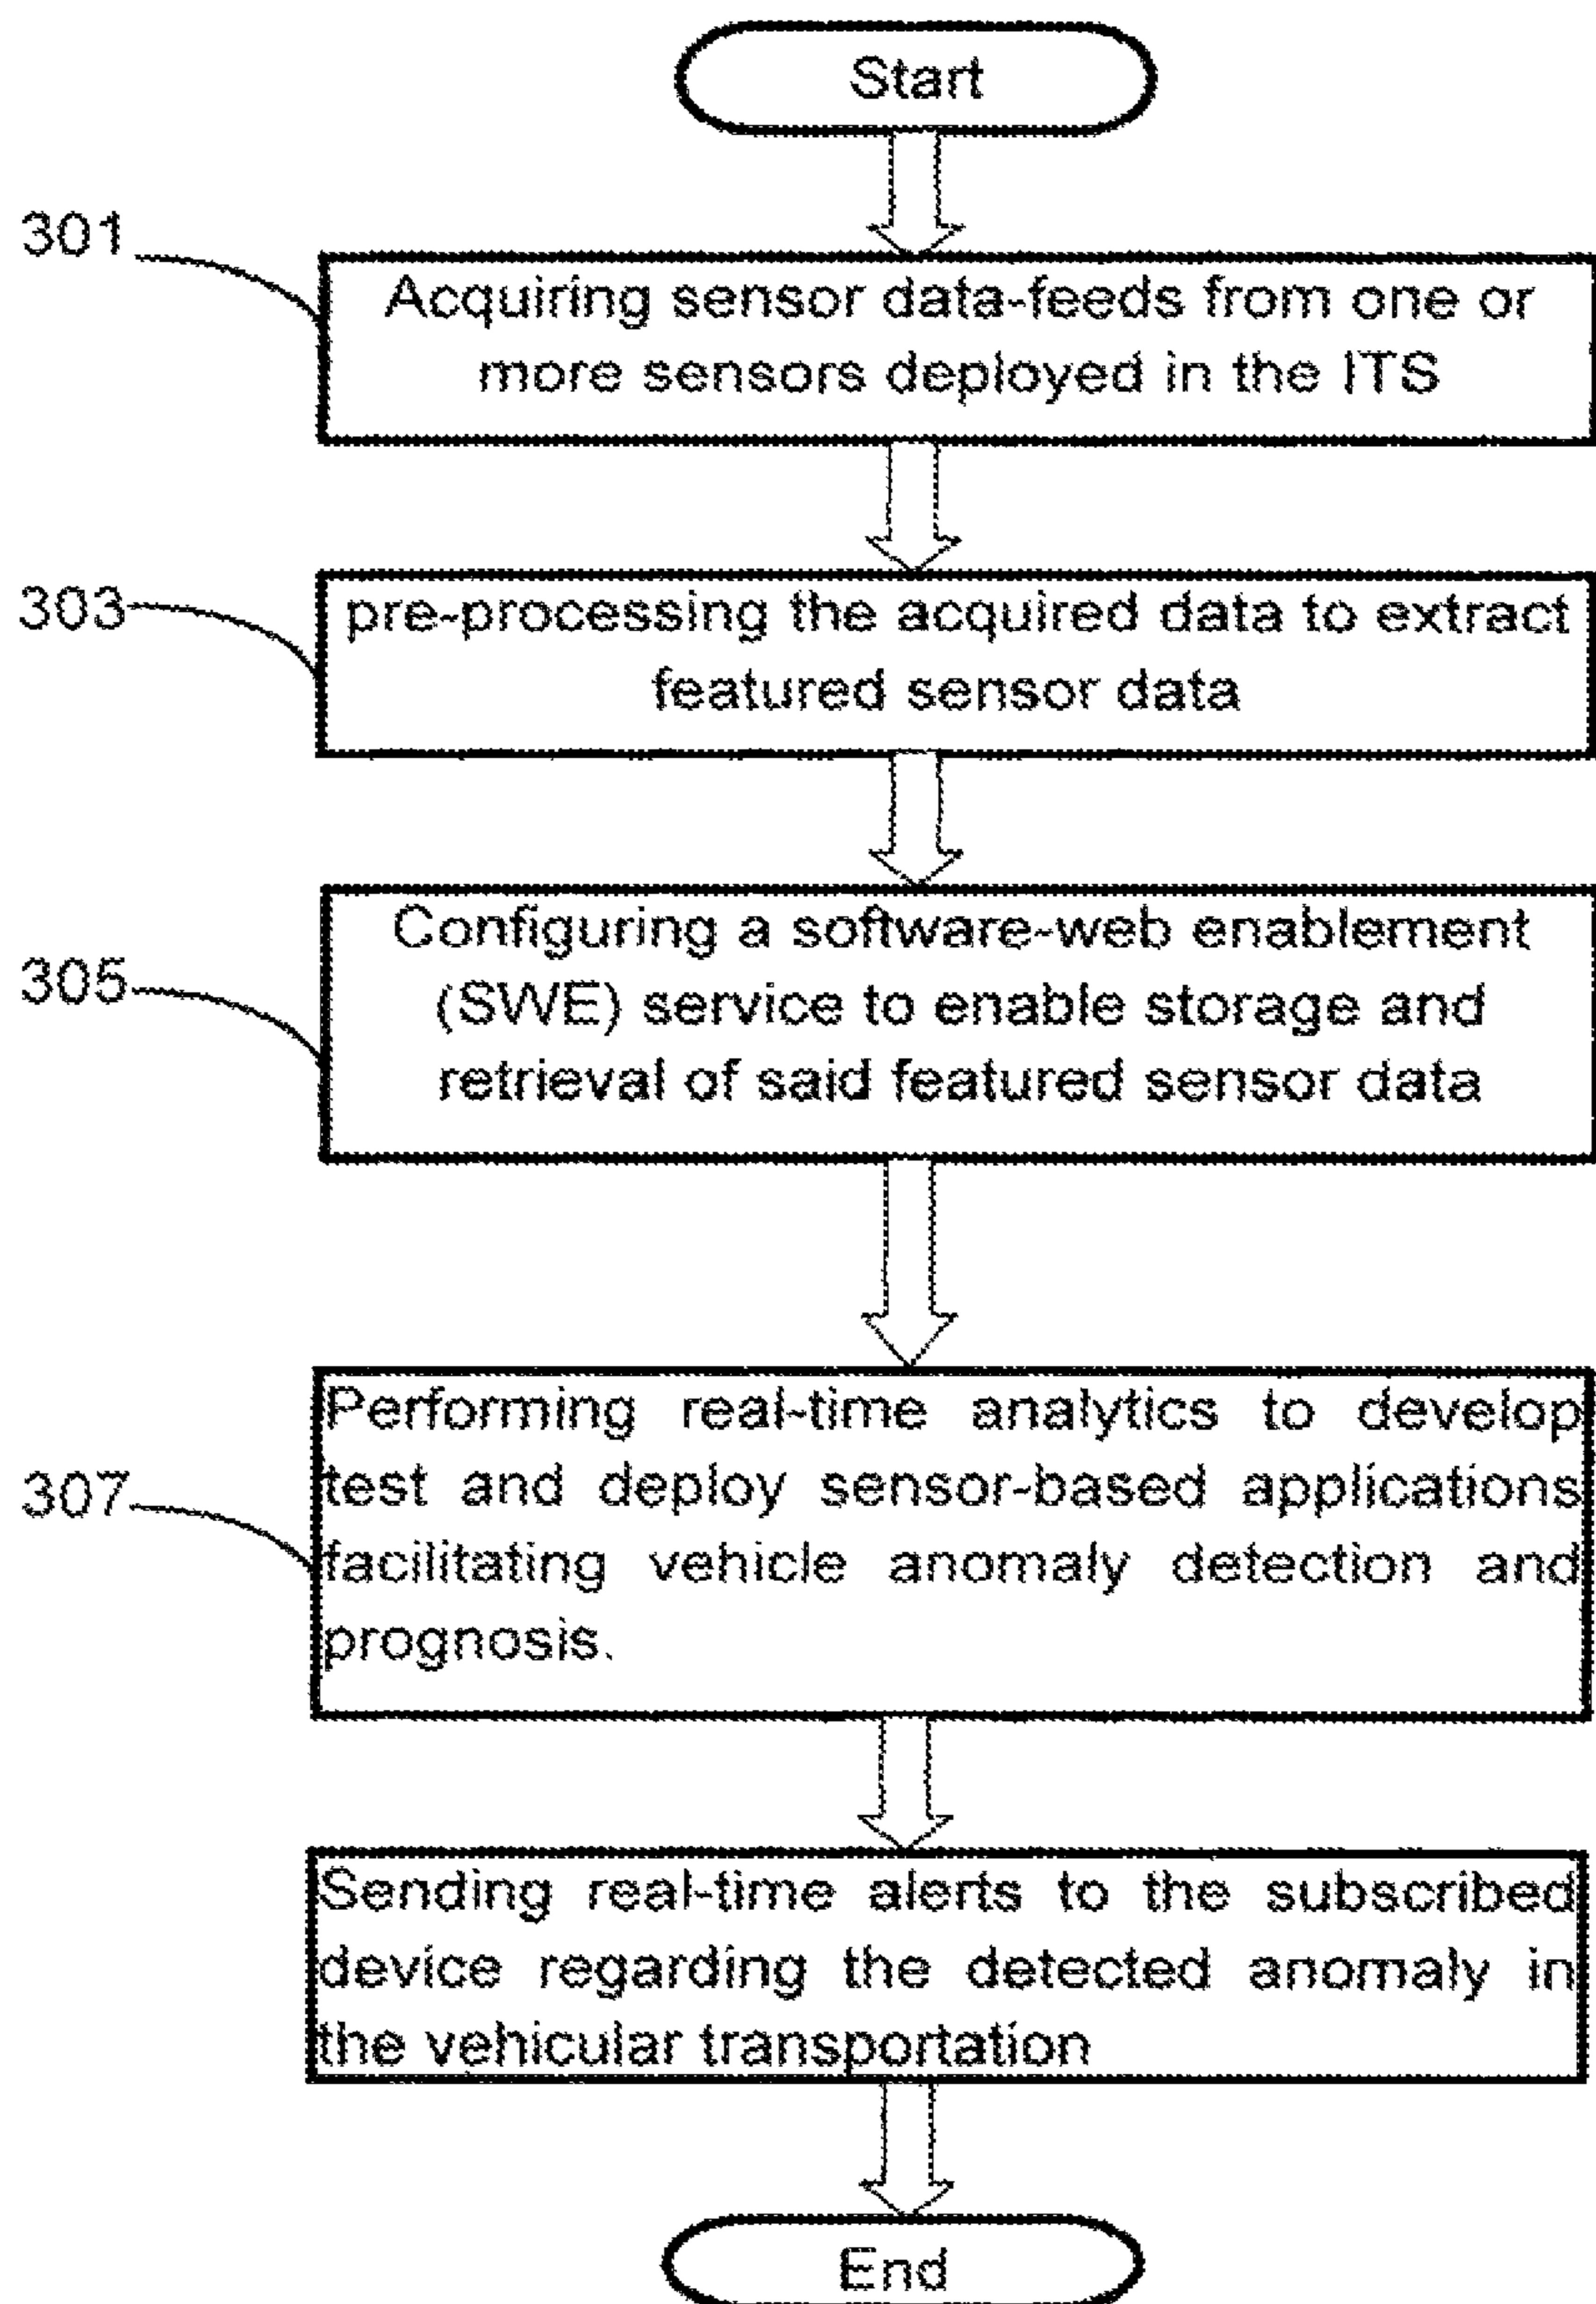 Start
301
Acquiring sensor data-feeds from one or
more sensors deployed in the ITS
303
pre-processing the acquired data to extract
featured sensor data
305
Configuring a software-web enablement
(SWE) service to enable storage and
retrieval of said featured sensor data
307
Performing real-time analytics to develop
test and deploy sensor-based applications
facilitating vehicle anomaly detection and
prognosis.
Sending real-time alerts to the subscribed
device regarding the detected anomaly in
the vehicular transportation
End